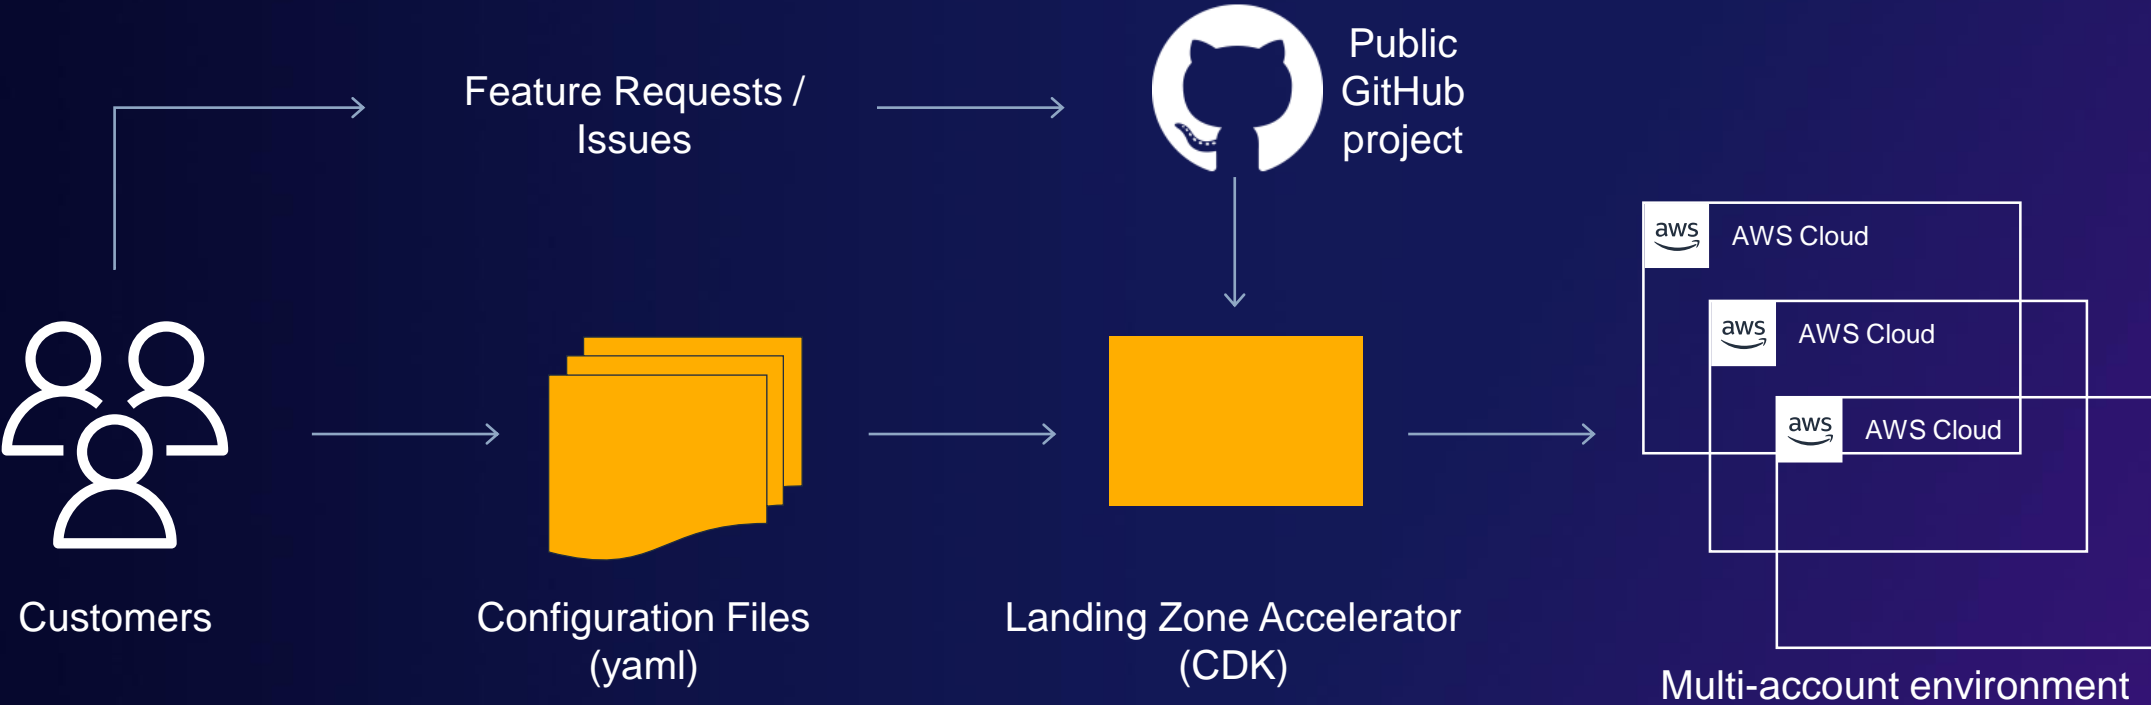 Feature Requests /
Issues
Public
GitHub
project
aws
AWS Cloud
aws
AWS Cloud
aws
AWS Cloud
Customers
Configuration Files
(yaml)
Landing Zone Accelerator
(CDK)
Multi-account environment